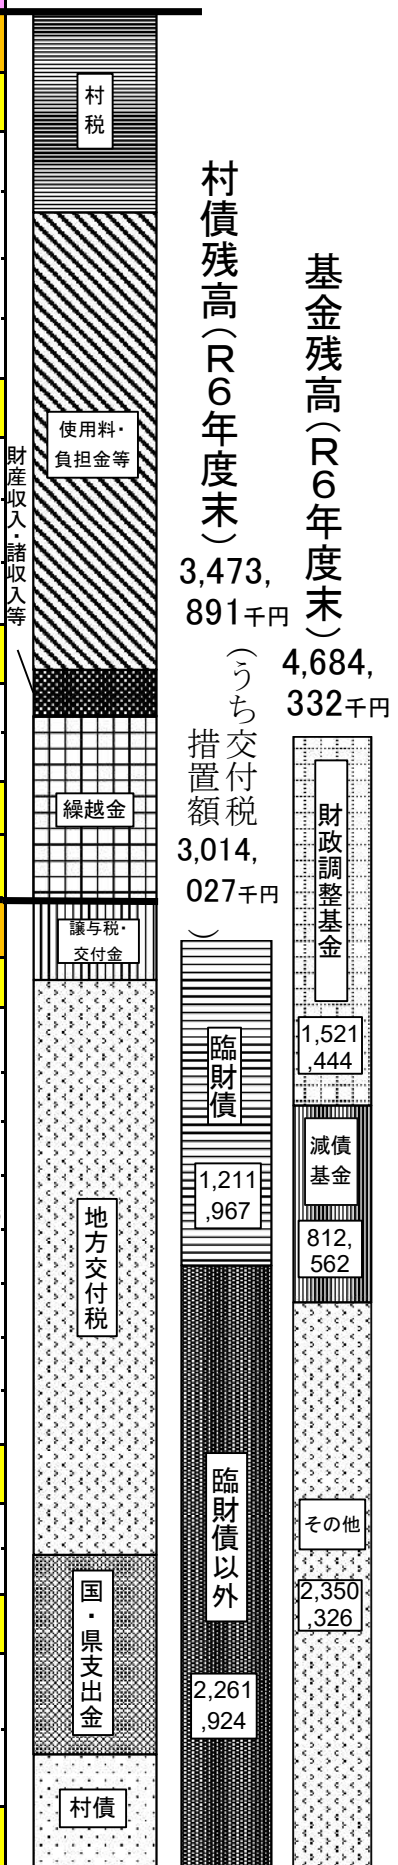 村
税
使用料・
負担金等
財産収入・諸収入等
繰越金
譲与税・
交付金
地方交付税
国・県支出金
村債
村債残高(R6年度末)
3,473,
891千円
(うち交付税
措置額
3,014,
027千円
)
臨財債
1,211
,967
臨財債以外
2,261
,924
基金残高(R6年度末)
4,684,
332千円
財政調整基金
1,521
,444
減債
基金
812,
562
その他
2,350
,326